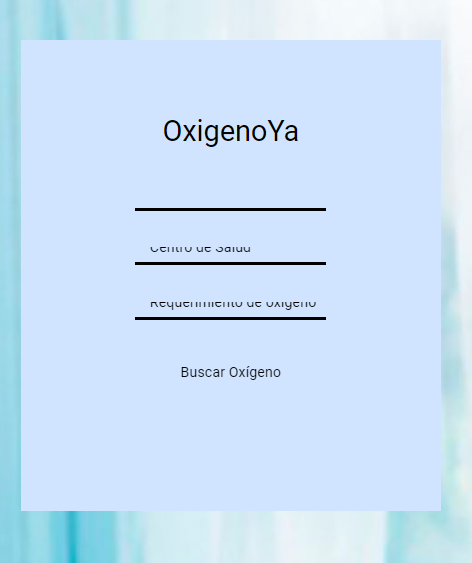 OxigenoYa
Centro de Salud
Requerimiento de oxigeno
Buscar Oxígeno